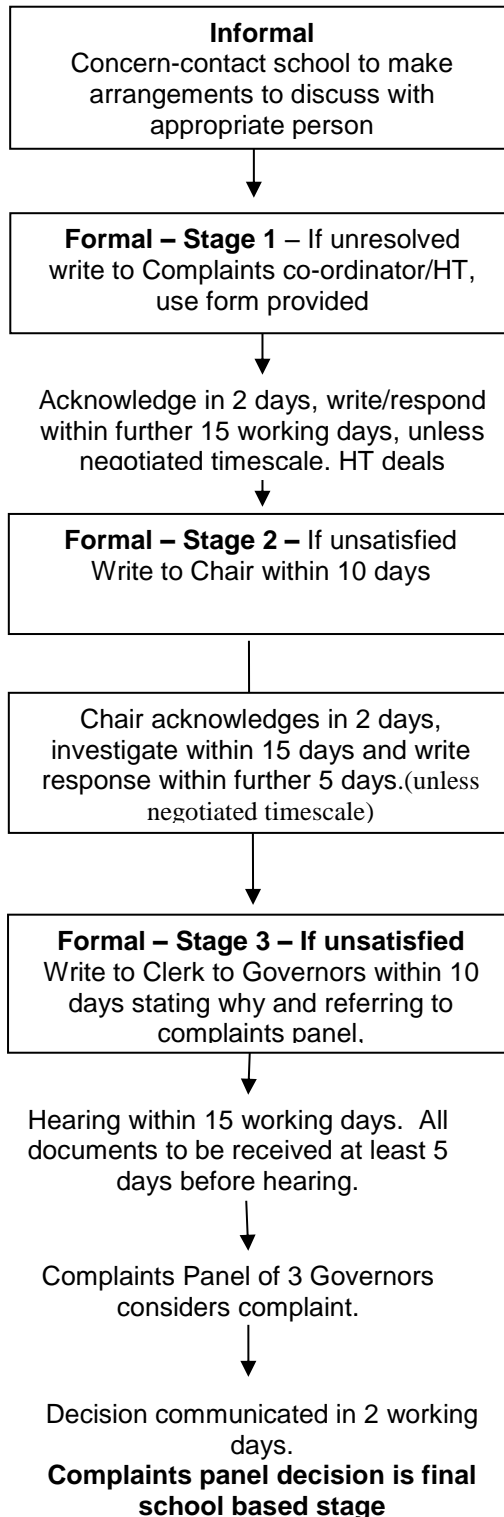 Informal
Concern-contact school to make
arrangements to discuss with
appropriate person
Formal – Stage 1 – If unresolved
write to Complaints co-ordinator/HT,
use form provided
Acknowledge in 2 days, write/respond
within further 15 working days, unless
negotiated timescale. HT deals
Formal – Stage 2 – If unsatisfied
Write to Chair within 10 days
Chair acknowledges in 2 days,
investigate within 15 days and write
response within further 5 days.(unless
negotiated timescale)
Formal – Stage 3 – If unsatisfied
Write to Clerk to Governors within 10
days stating why and referring to
complaints panel,
Hearing within 15 working days.  All
documents to be received at least 5
days before hearing.
Complaints Panel of 3 Governors
considers complaint.
Decision communicated in 2 working
days.
Complaints panel decision is final
school based stage